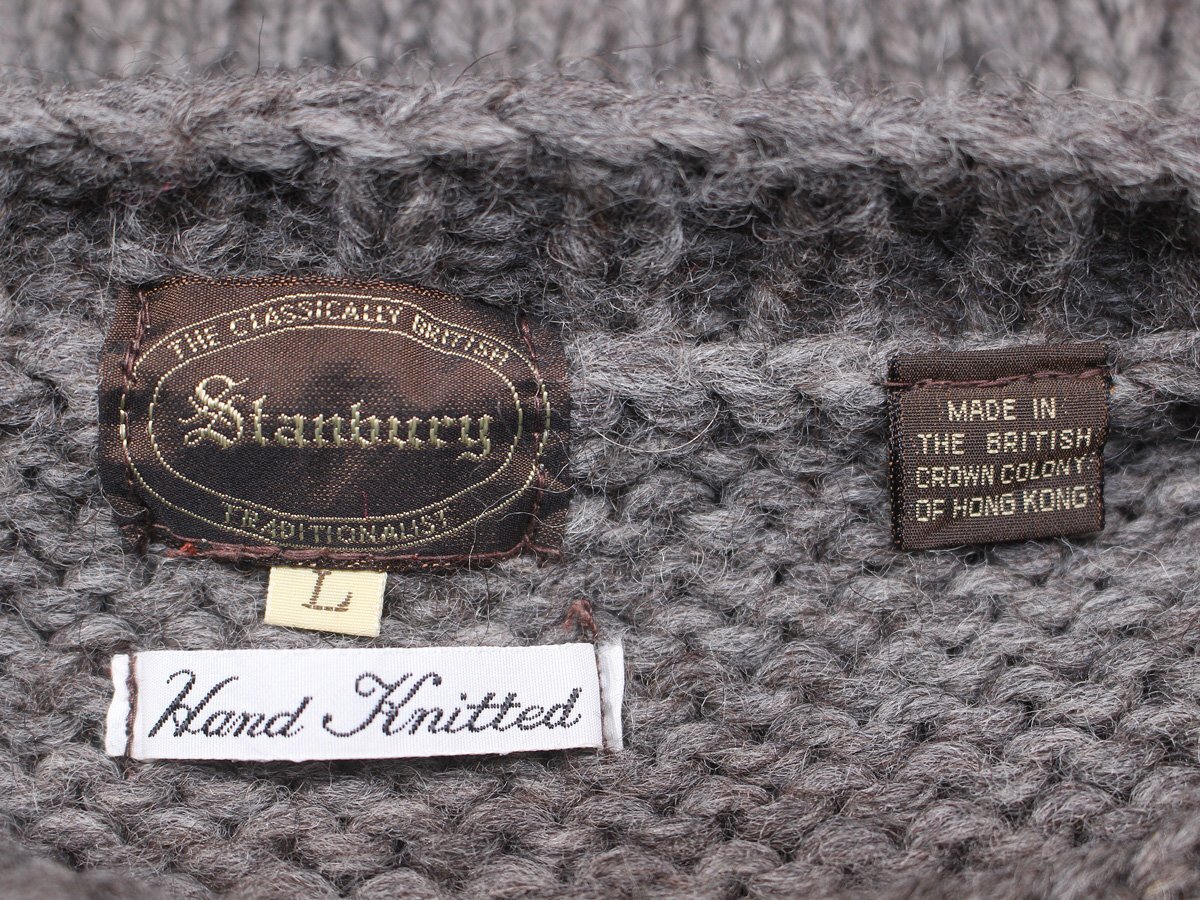 THE CLASSICALLY BRITISH
Stanbury
TRADITIONALIST
L
Hand Knitted
MADE IN
THE BRITISH
CROWN COLONY
OF HONG KONG